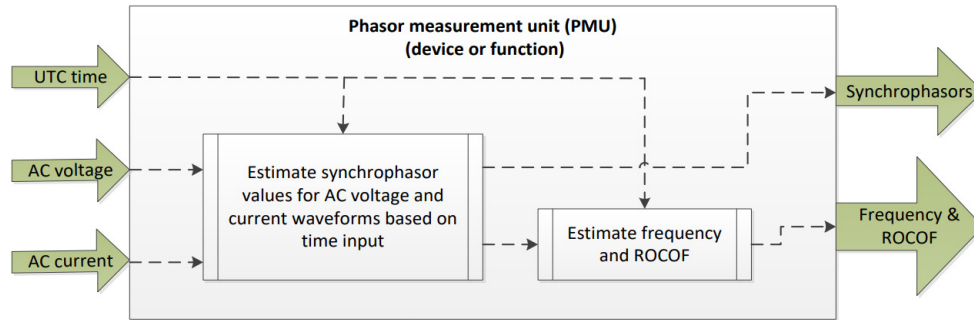 Phasor measurement unit (PMU)
(device or function)
UTC time
AC voltage
AC current
Estimate synchrophasor
values for AC voltage and
current waveforms based on
time input
Estimate frequency
and ROCOF
Synchrophasors
Frequency &
ROCOF